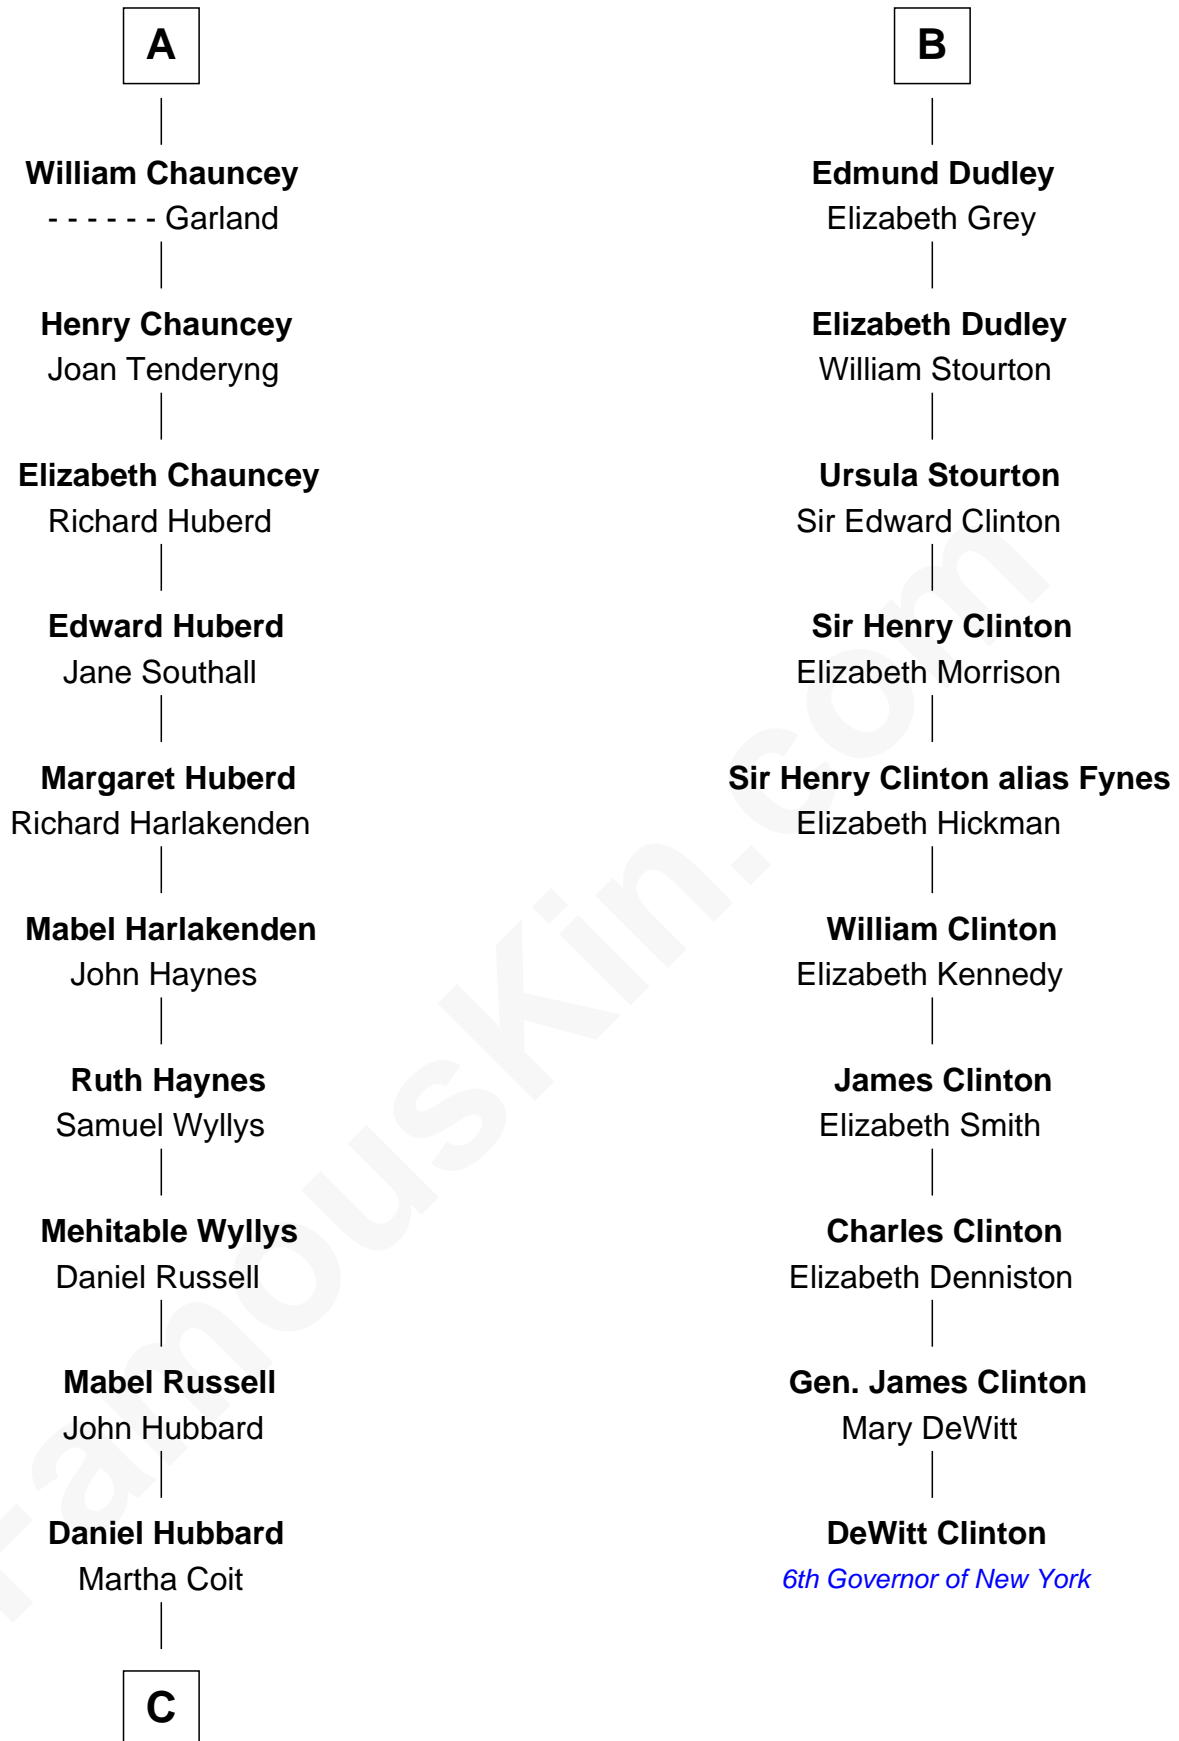 A
William Chauncey
- - - - - - Garland
Henry Chauncey
Joan Tenderyng
Elizabeth Chauncey
Richard Huberd
Edward Huberd
Jane Southall
Margaret Huberd
Richard Harlakenden
Mabel Harlakenden
John Haynes
Ruth Haynes
Samuel Wyllys
Mehitable Wyllys
Daniel Russell
Mabel Russell
John Hubbard
Daniel Hubbard
Martha Coit
C
B
Edmund Dudley
Elizabeth Grey
Elizabeth Dudley
William Stourton
Ursula Stourton
Sir Edward Clinton
Sir Henry Clinton
Elizabeth Morrison
Sir Henry Clinton alias Fynes
Elizabeth Hickman
William Clinton
Elizabeth Kennedy
James Clinton
Elizabeth Smith
Charles Clinton
Elizabeth Denniston
Gen. James Clinton
Mary DeWitt
DeWitt Clinton
6th Governor of New York
FamousKin.com